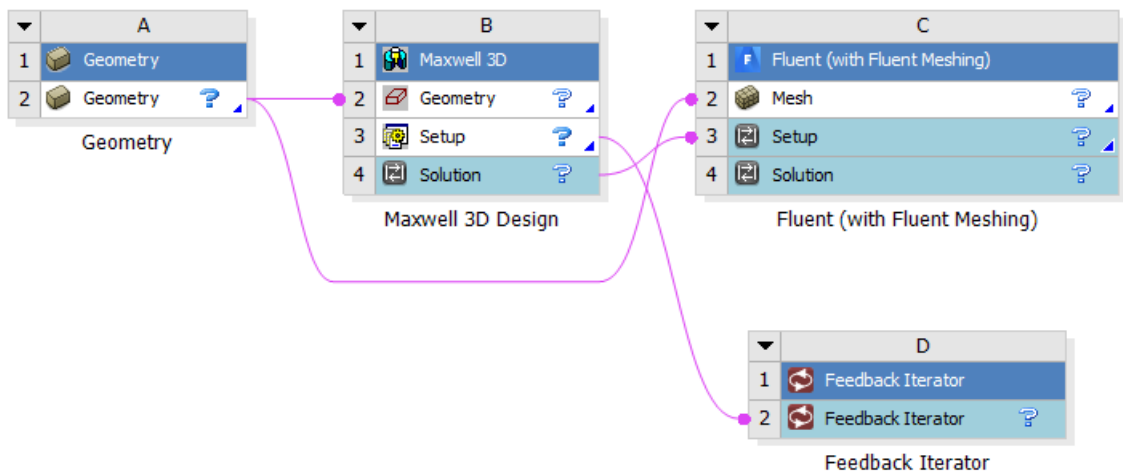 A
1 Geometry
2 Geometry ?
Geometry
B
1 Maxwell 3D
2 Geometry ?
3 Setup ?
4 Solution ?
Maxwell 3D Design
C
1 F Fluent (with Fluent Meshing)
2 Mesh ?
3 Setup ?
4 Solution ?
Fluent (with Fluent Meshing)
D
1 Feedback Iterator
2 Feedback Iterator ?
Feedback Iterator